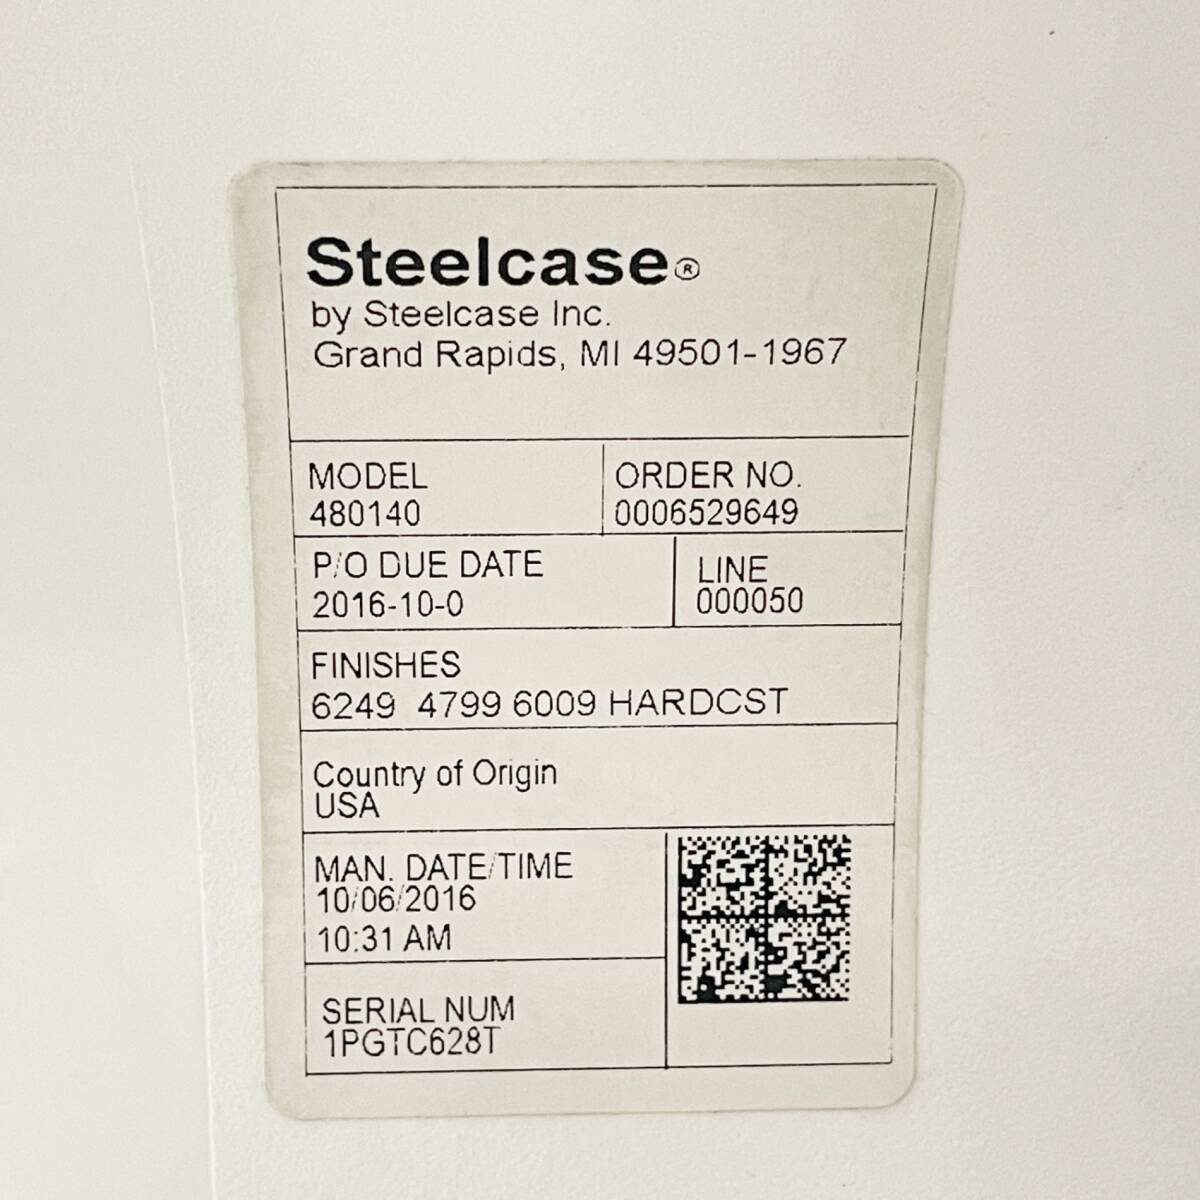 Steelcase®
by Steelcase Inc.
Grand Rapids, MI 49501-1967
MODEL
480140
ORDER NO.
0006529649
P/O DUE DATE
2016-10-0
LINE
000050
FINISHES
6249 4799 6009 HARDCST
Country of Origin
USA
MAN. DATE/TIME
10/06/2016
10:31 AM
SERIAL NUM
1PGTC628T